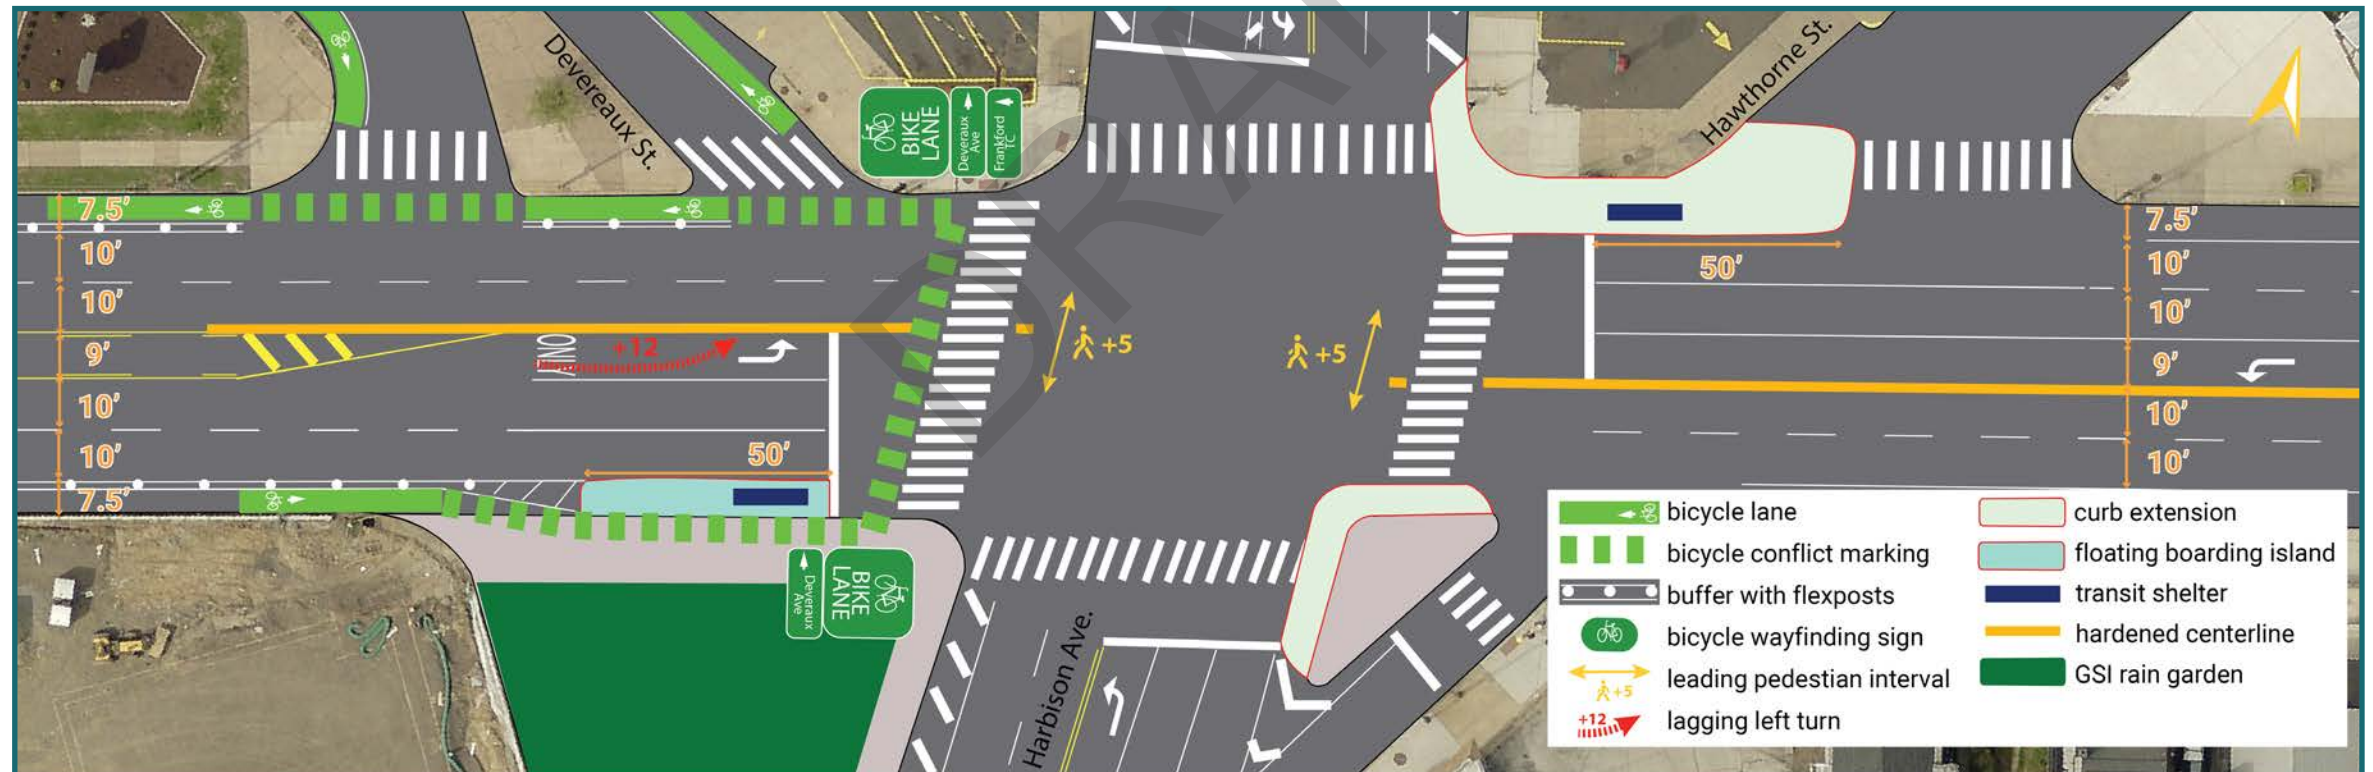 Devereaux St.
BIKE
LANE
Deveraux
Ave
Frankford
TC
Hawthorne St.
7.5'
10'
10'
9'
10'
10'
7.5'
ONLY
+12
50'
+5
+5
50'
7.5'
10'
10'
9'
10'
10'
DRAFT
BIKE
LANE
Deveraux
Ave
Harbison Ave.
bicycle lane
bicycle conflict marking
buffer with flexposts
bicycle wayfinding sign
+5
leading pedestian interval
+12
lagging left turn
curb extension
floating boarding island
transit shelter
hardened centerline
GSI rain garden